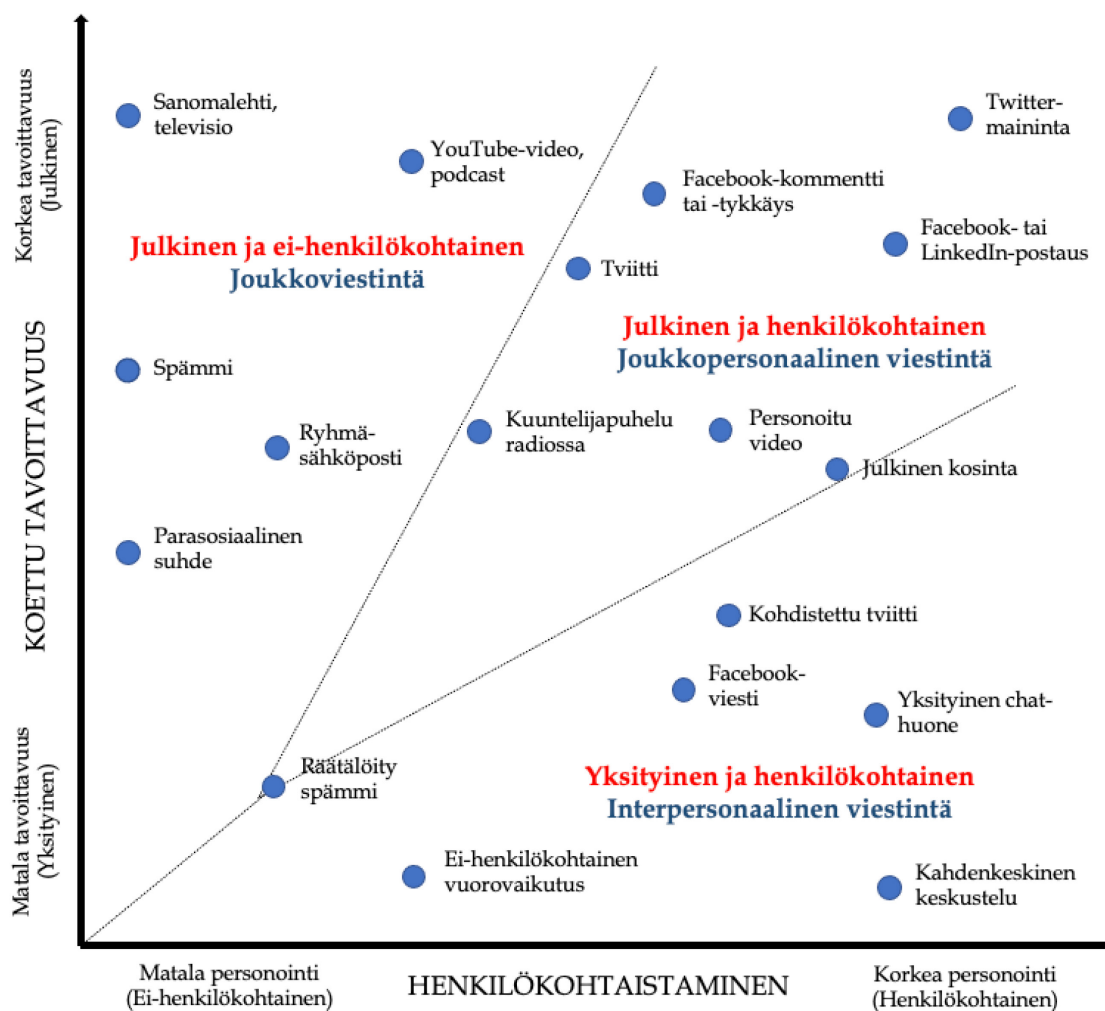 Korkea tavoittavuus
(Julkinen)
KOETTU TAVOITTAVUUS
Matala tavoittavuus
(Yksityinen)
Sanomalehti,
televisio
YouTube-video,
podcast
Julkinen ja ei-henkilökohtainen
Joukkoviestintä
Spämmi
Ryhmä-
sähköposti
Parasosiaalinen
suhde
Twitter-
maininta
Facebook-kommentti
tai -tykkäys
Facebook- tai
LinkedIn-postaus
Tviitti
Julkinen ja henkilökohtainen
Joukkopersonaalinen viestintä
Kuuntelijapuhelu
radiossa
Personoitu
video
Julkinen kosinta
Kohdistettu tviitti
Facebook-
viesti
Yksityinen chat-
huone
Räätälöity
spämmi
Yksityinen ja henkilökohtainen
Interpersonaalinen viestintä
Ei-henkilökohtainen
vuorovaikutus
Kahdenkeskinen
keskustelu
Matala personointi
(Ei-henkilökohtainen)
HENKILÖKOHTAISTAMINEN
Korkea personointi
(Henkilökohtainen)